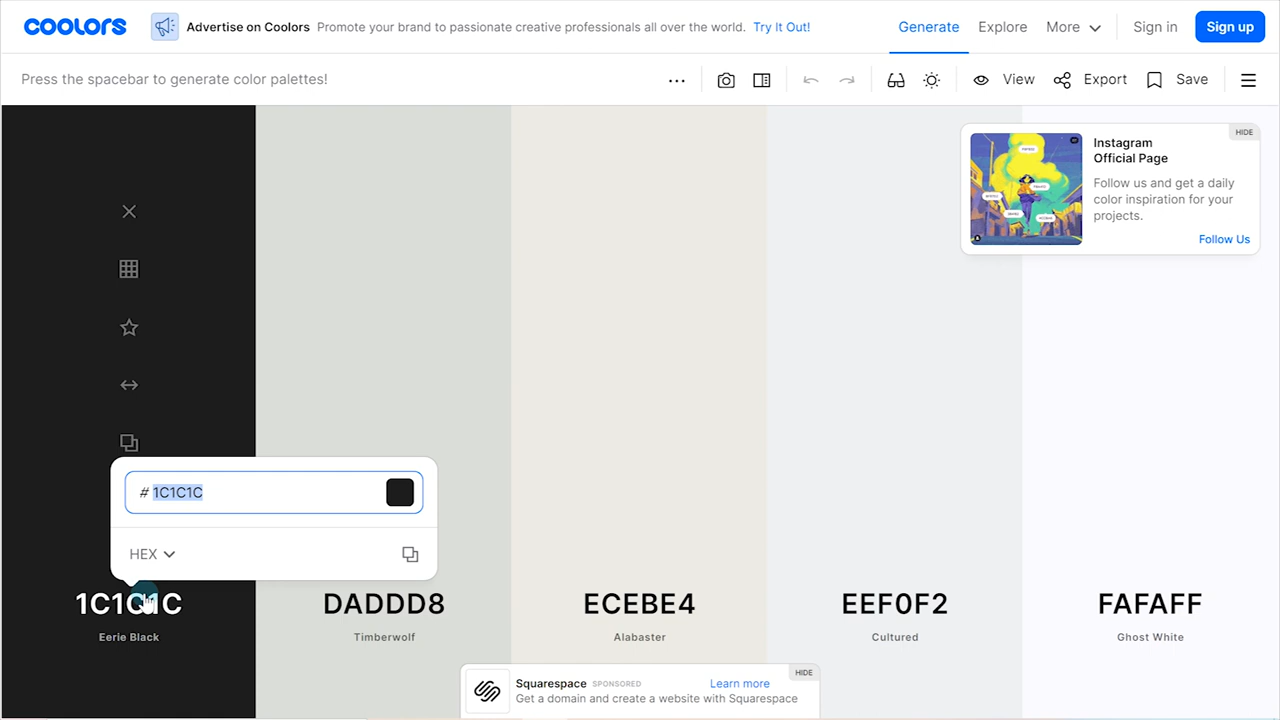 coolors
Advertise on Coolors Promote your brand to passionate creative professionals all over the world. Try It Out!
Generate
Explore
More
Sign in
Sign up
Press the spacebar to generate color palettes!
View
Export
Save
HIDE
Instagram
Official Page
Follow us and get a daily
color inspiration for your
projects.
Follow Us
# 1C1C1C
HEX
1C1C1C
Eerie Black
DADDD8
Timberwolf
ECEBE4
Alabaster
EEF0F2
Cultured
FAFAFF
Ghost White
HIDE
Squarespace SPONSORED Learn more
Get a domain and create a website with Squarespace